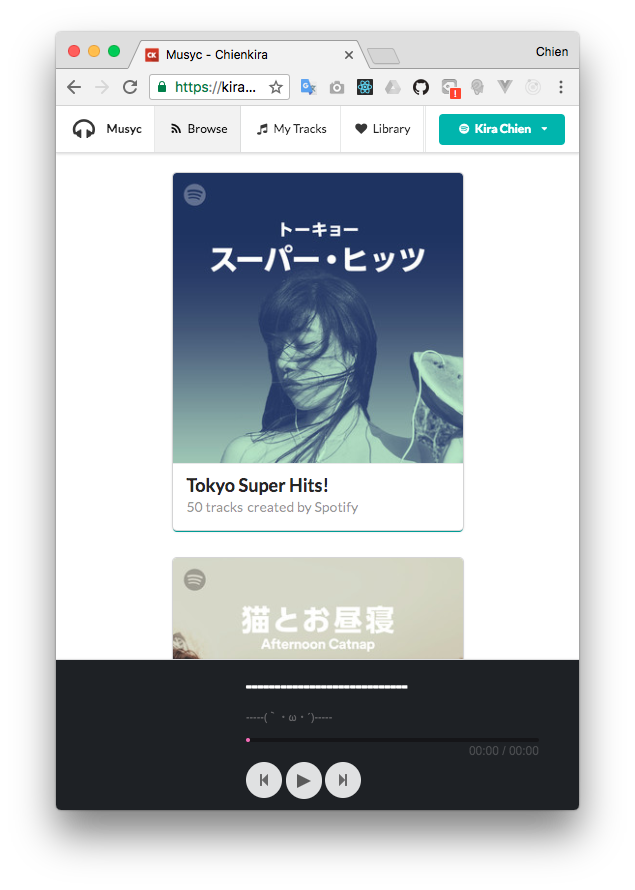 CK Musyc - Chienkira
Chien
https://kira...
Musyc
Browse
My Tracks
Library
Kira Chien
トーキョー
スーパー・ヒッツ
Tokyo Super Hits!
50 tracks created by Spotify
猫とお昼寝
Afternoon Catnap
-----(｀・ω・´)-----
00:00 / 00:00